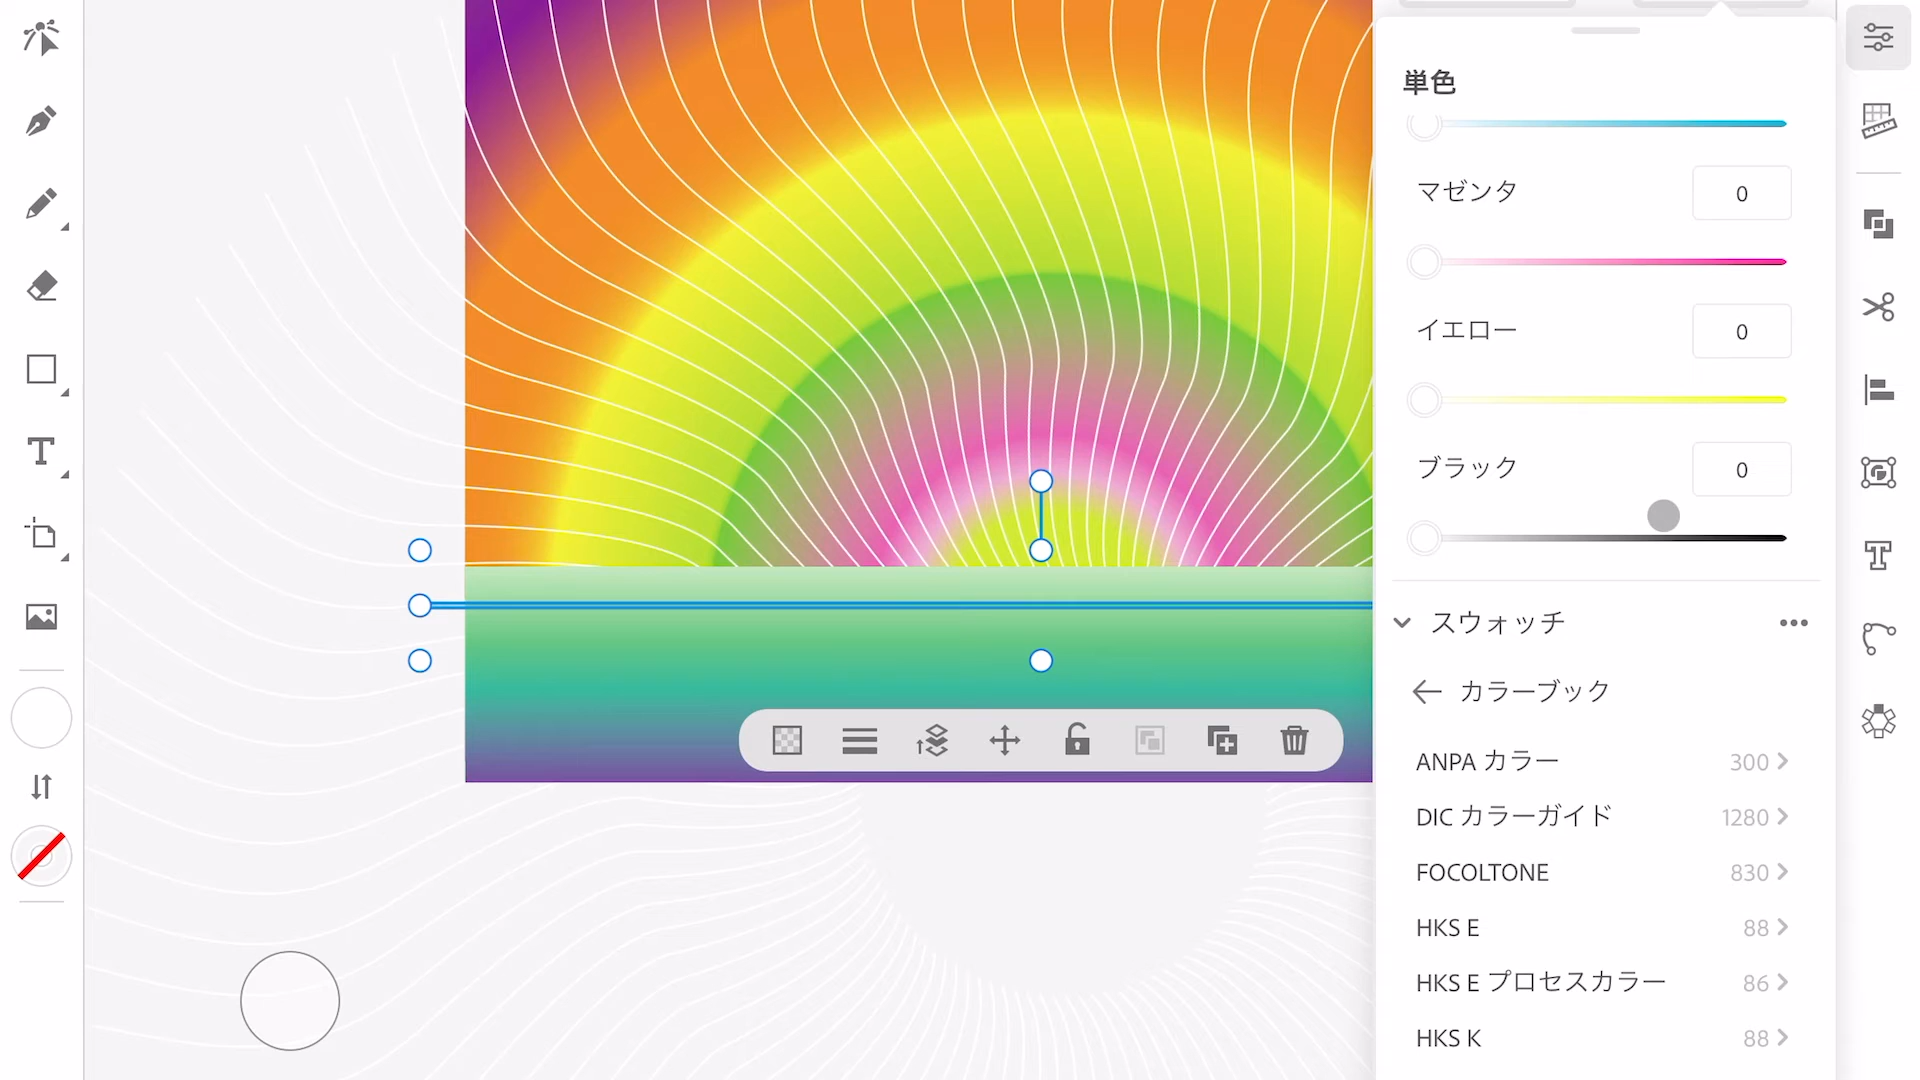 単色
マゼンタ 0
イエロー 0
ブラック 0
スウォッチ
カラーブック
ANPA カラー 300
DIC カラーガイド 1280
FOCOLTONE 830
HKS E 88
HKS E プロセスカラー 86
HKS K 88